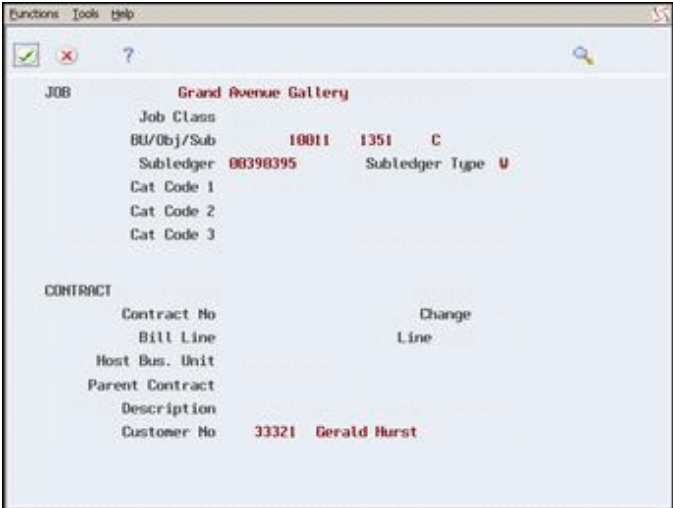 Functions Tools Help
?
JOB Grand Avenue Gallery
Job Class
BU/Obj/Sub 10011 1351 C
Subledger 00390395 Subledger Type W
Cat Code 1
Cat Code 2
Cat Code 3
CONTRACT
Contract No Change
Bill Line Line
Host Bus. Unit
Parent Contract
Description
Customer No 33321 Gerald Hurst